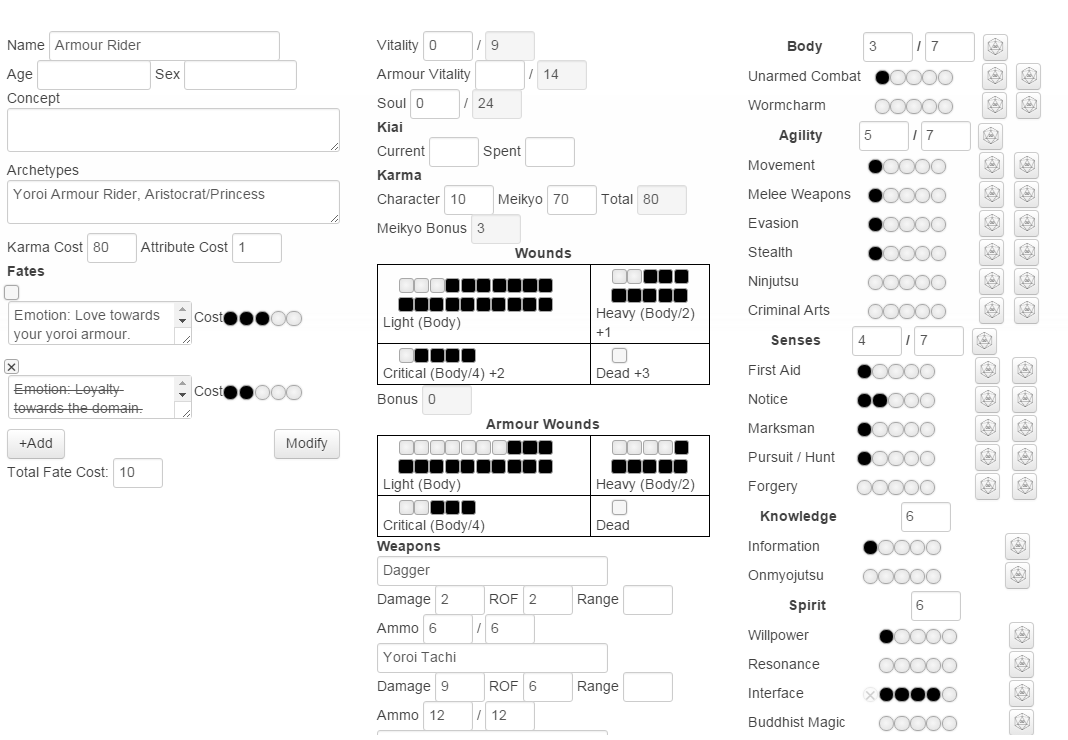 Name Armour Rider
Age Sex
Concept
Archetypes
Yoroi Armour Rider, Aristocrat/Princess
Karma Cost 80 Attribute Cost 1
Fates
Emotion: Love towards
your yoroi armour.
Cost
Emotion: Loyalty
towards the domain.
Cost
+Add Modify
Total Fate Cost: 10
Vitality 0 / 9
Armour Vitality / 14
Soul 0 / 24
Kiai
Current Spent
Karma
Character 10 Meikyo 70 Total 80
Meikyo Bonus 3
Wounds
Light (Body)
Heavy (Body/2)
+1
Critical (Body/4) +2
Dead +3
Bonus 0
Armour Wounds
Light (Body)
Heavy (Body/2)
Critical (Body/4)
Dead
Weapons
Dagger
Damage 2 ROF 2 Range
Ammo 6 / 6
Yoroi Tachi
Damage 9 ROF 6 Range
Ammo 12 / 12
Body 3 / 7
Unarmed Combat
Wormcharm
Agility 5 / 7
Movement
Melee Weapons
Evasion
Stealth
Ninjutsu
Criminal Arts
Senses 4 / 7
First Aid
Notice
Marksman
Pursuit / Hunt
Forgery
Knowledge 6
Information
Onmyojutsu
Spirit 6
Willpower
Resonance
Interface
Buddhist Magic